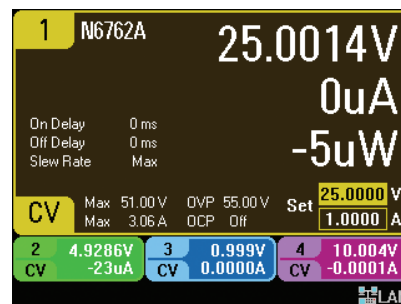 1 N6762A 25.0014V
0uA
On Delay 0 ms
Off Delay 0 ms
-5uW
Slew Rate Max
CV Max 51.00 V OVP 55.00 V Set 25.0000 V
Max 3.06 A OCP Off 1.0000 A
2 4.9286V 3 0.999V 4 10.004V
CV -23uA CV 0.0000A CV -0.0001A